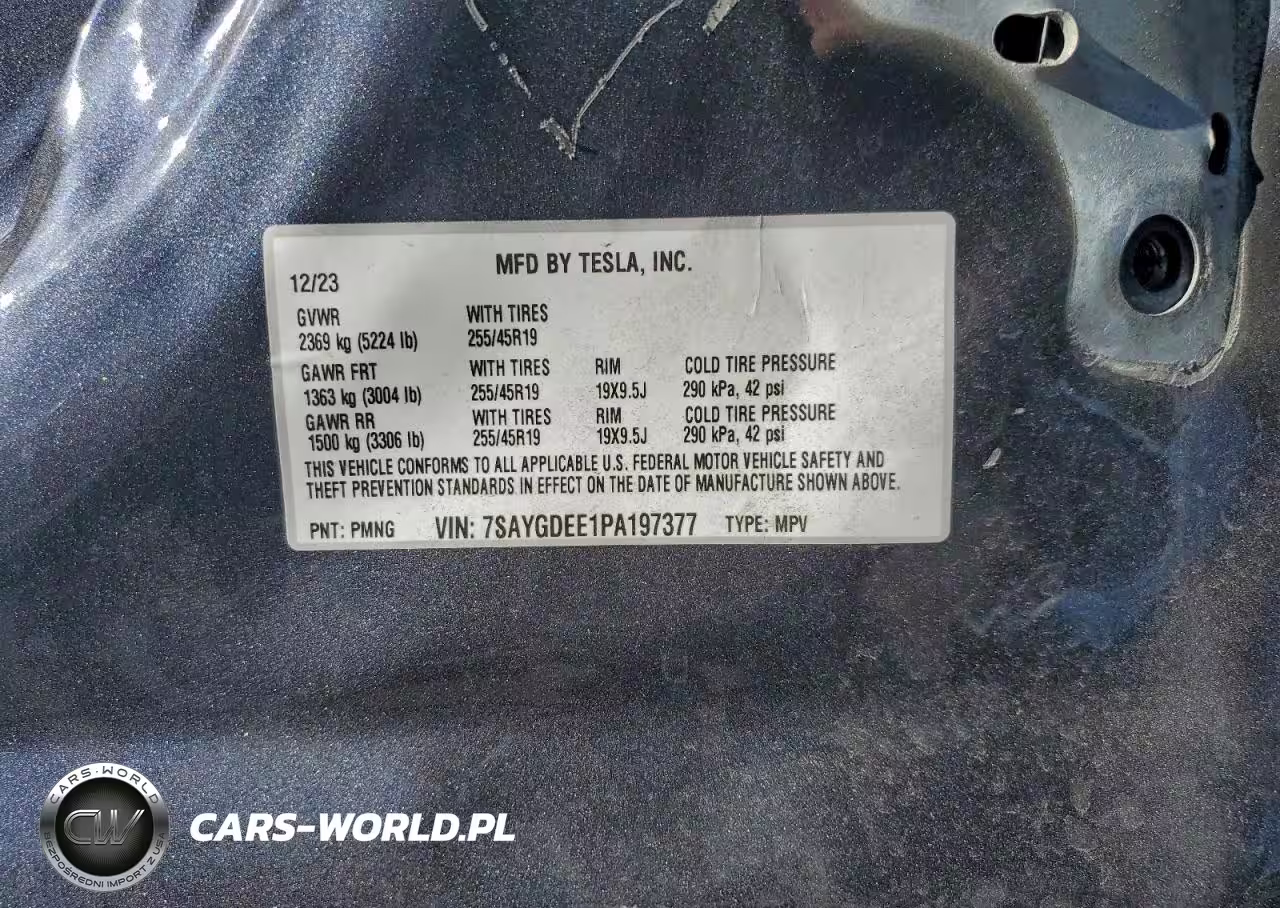 MFD BY TESLA, INC.
12/23
GVWR WITH TIRES
2369 kg (5224 lb) 255/45R19
GAWR FRT WITH TIRES RIM COLD TIRE PRESSURE
1363 kg (3004 lb) 255/45R19 19X9.5J 290 kPa, 42 psi
GAWR RR WITH TIRES RIM COLD TIRE PRESSURE
1500 kg (3306 lb) 255/45R19 19X9.5J 290 kPa, 42 psi
THIS VEHICLE CONFORMS TO ALL APPLICABLE U.S. FEDERAL MOTOR VEHICLE SAFETY AND
THEFT PREVENTION STANDARDS IN EFFECT ON THE DATE OF MANUFACTURE SHOWN ABOVE.
PNT: PMNG VIN: 7SAYGDEE1PA197377 TYPE: MPV
CARS-WORLD
CW
BEZPOŚREDNI IMPORT Z USA
CARS-WORLD.PL